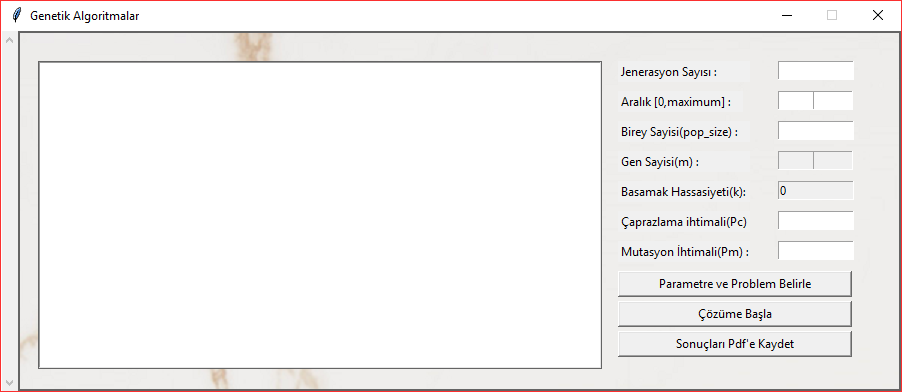 Genetik Algoritmalar
Jenerasyon Sayısı :
Aralık [0,maximum] :
Birey Sayisi(pop_size) :
Gen Sayisi(m) :
Basamak Hassasiyeti(k):
0
Çaprazlama ihtimali(Pc)
Mutasyon İhtimali(Pm) :
Parametre ve Problem Belirle
Çözüme Başla
Sonuçları Pdf'e Kaydet